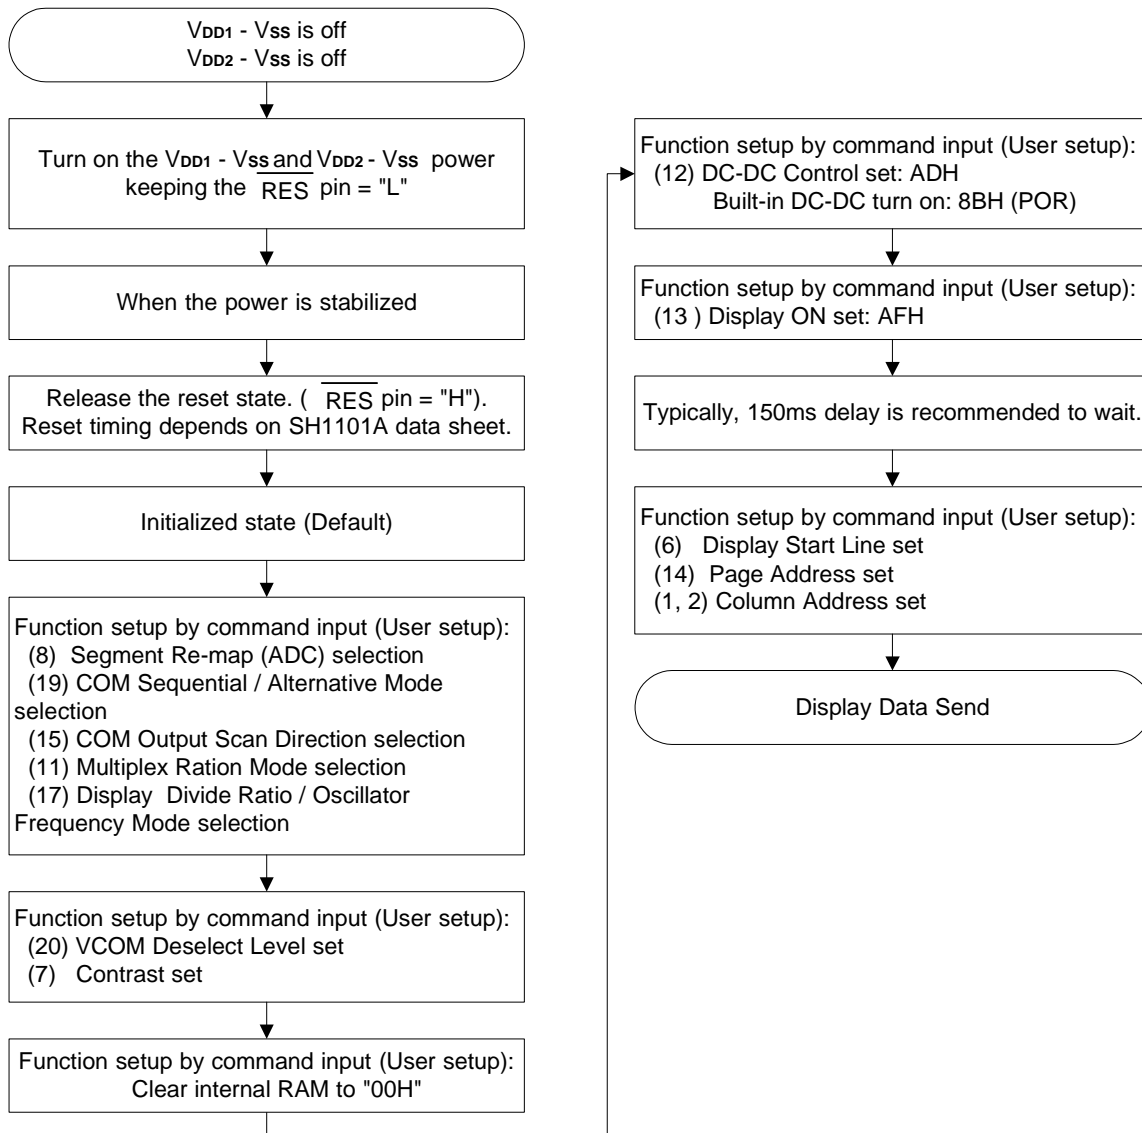 VDD1 - VSS is off
VDD2 - VSS is off
Turn on the VDD1 - VSS and VDD2 - VSS power
keeping the RES pin = "L"
When the power is stabilized
Release the reset state. ( RES pin = "H").
Reset timing depends on SH1101A data sheet.
Initialized state (Default)
Function setup by command input (User setup):
(8) Segment Re-map (ADC) selection
(19) COM Sequential / Alternative Mode
selection
(15) COM Output Scan Direction selection
(11) Multiplex Ration Mode selection
(17) Display Divide Ratio / Oscillator
Frequency Mode selection
Function setup by command input (User setup):
(20) VCOM Deselect Level set
(7) Contrast set
Function setup by command input (User setup):
Clear internal RAM to "00H"
Function setup by command input (User setup):
(12) DC-DC Control set: ADH
Built-in DC-DC turn on: 8BH (POR)
Function setup by command input (User setup):
(13 ) Display ON set: AFH
Typically, 150ms delay is recommended to wait.
Function setup by command input (User setup):
(6) Display Start Line set
(14) Page Address set
(1, 2) Column Address set
Display Data Send